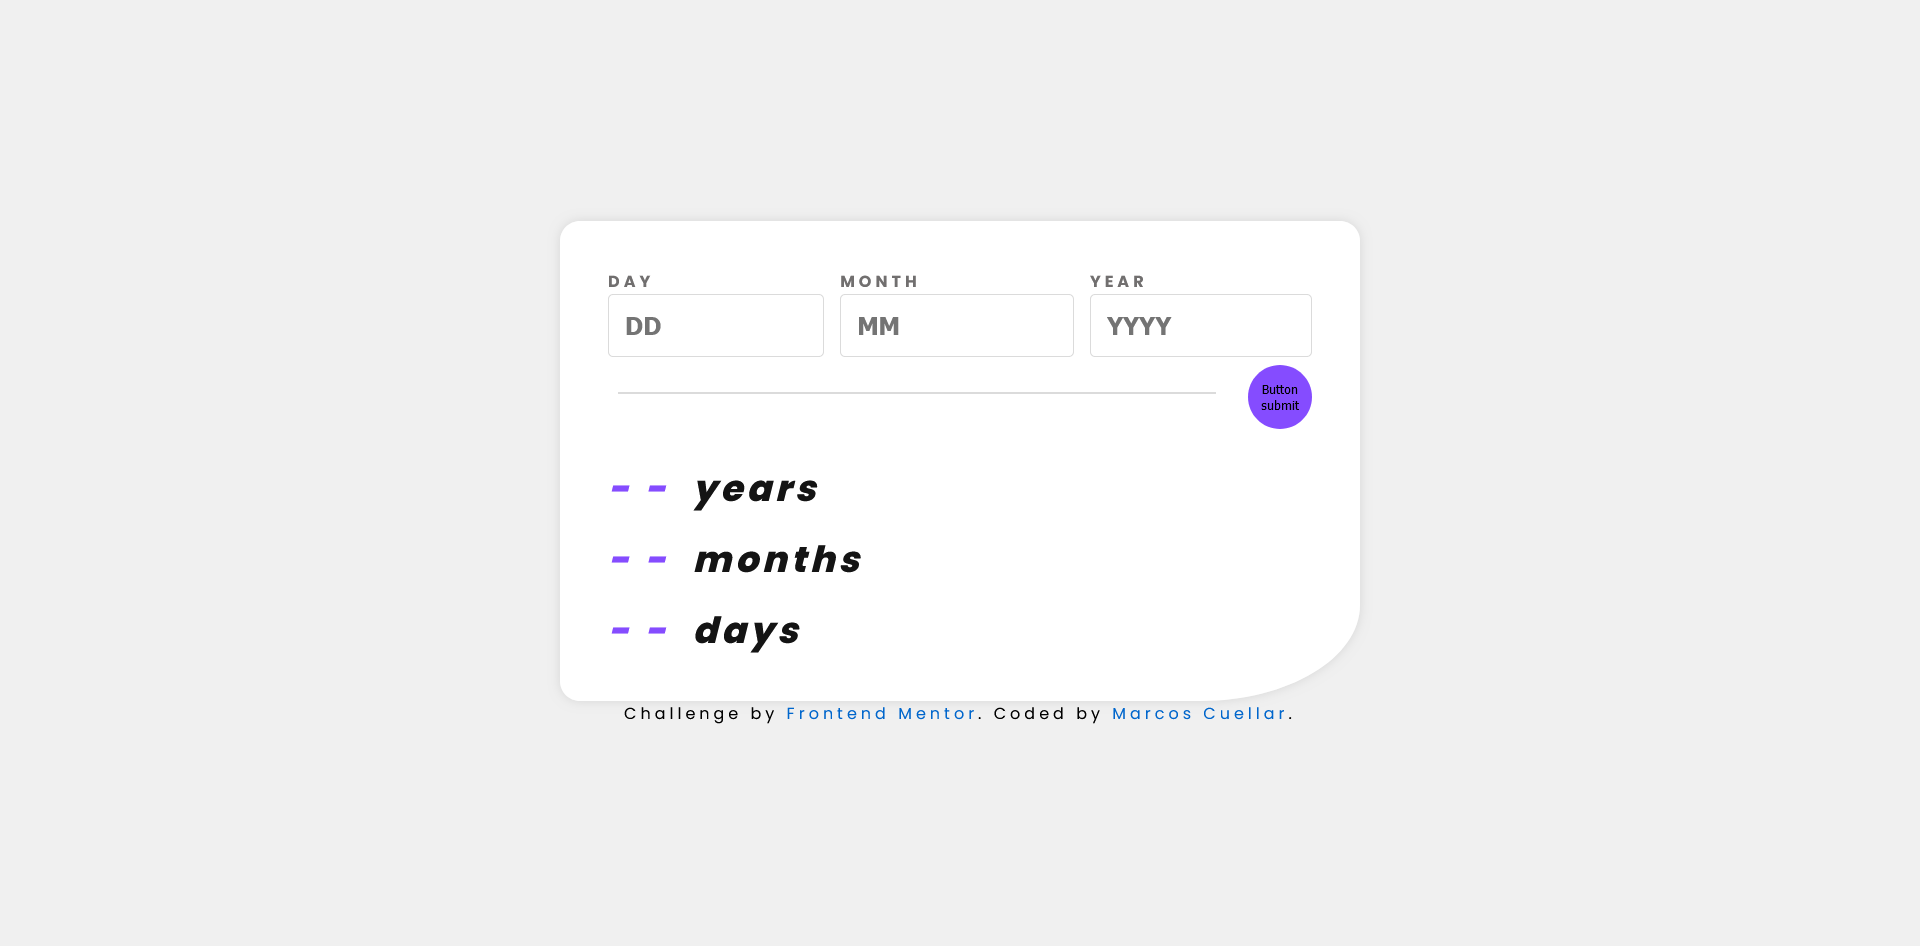 DAY MONTH YEAR
DD MM YYYY
Button
submit
- - years
- - months
- - days
Challenge by Frontend Mentor. Coded by Marcos Cuellar.